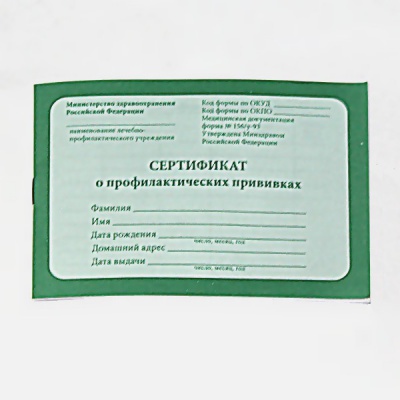 Министерство здравоохранения
Российской Федерации
наименование лечебно-
профилактического учреждения
Код формы по ОКУД
Код формы по ОКПО
Медицинская документация
форма № 156/у-93
Утверждена Минздравом
Российской Федерации
СЕРТИФИКАТ
о профилактических прививках
Фамилия
Имя
Дата рождения
число, месяц, год
Домашний адрес
Дата выдачи
число, месяц, год